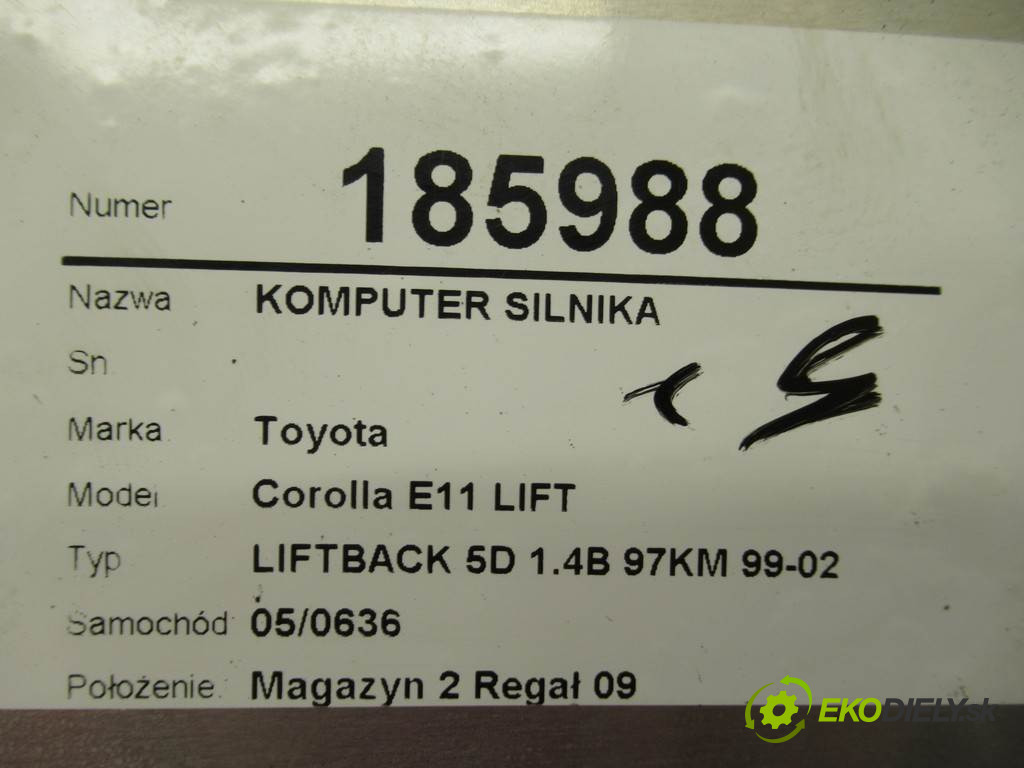 Numer 185988
Nazwa KOMPUTER SILNIKA
Sn
Marka Toyota
Model Corolla E11 LIFT
Typ LIFTBACK 5D 1.4B 97KM 99-02
Samochód 05/0636
Położenie. Magazyn 2 Regał 09
EKODIELY.sk